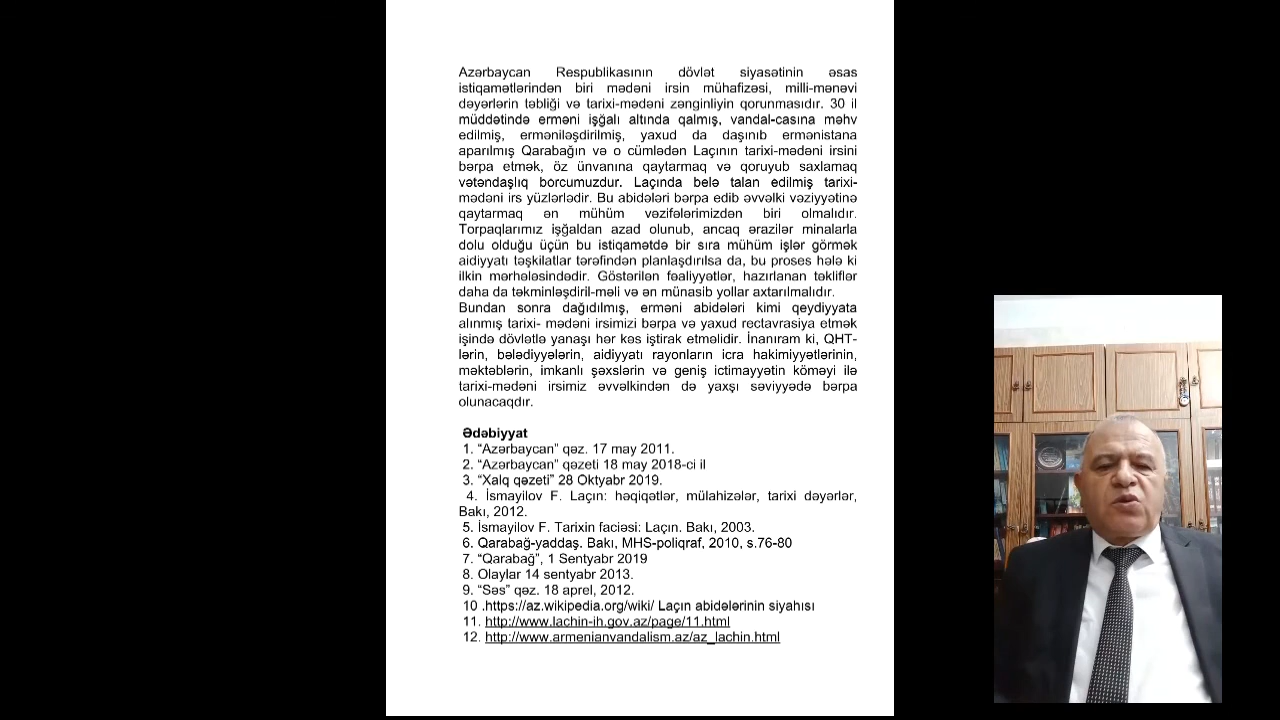 Azərbaycan Respublikasının dövlət siyasətinin əsas
istiqamətlərindən biri mədəni irsin mühafizəsi, milli-mənəvi
dəyərlərin təbliği və tarixi-mədəni zənginliyin qorunmasıdır. 30 il
müddətində erməni işğalı altında qalmış, vandal-casına məhv
edilmiş, erməniləşdirilmiş, yaxud da daşınıb ermənistana
aparılmış Qarabağın və o cümlədən Laçının tarixi-mədəni irsini
bərpa etmək, öz ünvanına qaytarmaq və qoruyub saxlamaq
vətəndaşlıq borcumuzdur. Laçında belə talan edilmiş tarixi-
mədəni irs yüzlərlədir. Bu abidələri bərpa edib əvvəlki vəziyyətinə
qaytarmaq ən mühüm vəzifələrimizdən biri olmalıdır.
Torpaqlarımız işğaldan azad olunub, ancaq ərazilər minalarla
dolu olduğu üçün bu istiqamətdə bir sıra mühüm işlər görmək
aidiyyatı təşkilatlar tərəfindən planlaşdırılsa da, bu proses hələ ki
ilkin mərhələsindədir. Göstərilən fəaliyyətlər, hazırlanan təkliflər
daha da təkminləşdiril-məli və ən münasib yollar axtarılmalıdır.
Bundan sonra dağıdılmış, erməni abidələri kimi qeydiyyata
alınmış tarixi- mədəni irsimizi bərpa və yaxud rectavrasiya etmək
işində dövlətlə yanaşı hər kəs iştirak etməlidir. İnanıram ki, QHT-
lərin, bələdiyyələrin, aidiyyatı rayonların icra hakimiyyətlərinin,
məktəblərin, imkanlı şəxslərin və geniş ictimayyətin köməyi ilə
tarixi-mədəni irsimiz əvvəlkindən də yaxşı səviyyədə bərpa
olunacaqdır.
Ədəbiyyat
1. “Azərbaycan” qəz. 17 may 2011.
2. “Azərbaycan” qəzeti 18 may 2018-ci il
3. “Xalq qəzeti” 28 Oktyabr 2019.
4. İsmayilov F. Laçın: həqiqətlər, mülahizələr, tarixi dəyərlər,
Bakı, 2012.
5. İsmayilov F. Tarixin faciəsi: Laçın. Bakı, 2003.
6. Qarabağ-yaddaş. Bakı, MHS-poliqraf, 2010, s.76-80
7. “Qarabağ”, 1 Sentyabr 2019
8. Olaylar 14 sentyabr 2013.
9. “Səs” qəz. 18 aprel, 2012.
10 .https://az.wikipedia.org/wiki/ Laçın abidələrinin siyahısı
11. http://www.lachin-ih.gov.az/page/11.html
12. http://www.armenianvandalism.az/az_lachin.html